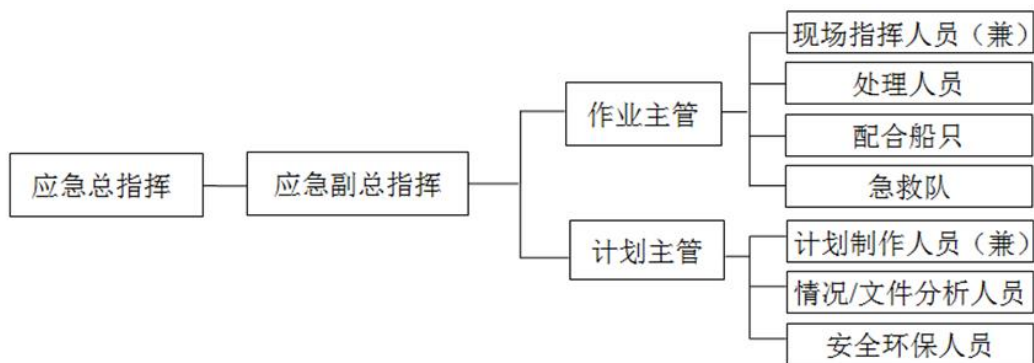 应急总指挥
应急副总指挥
作业主管
现场指挥人员（兼）
处理人员
配合船只
急救队
计划主管
计划制作人员（兼）
情况/文件分析人员
安全环保人员